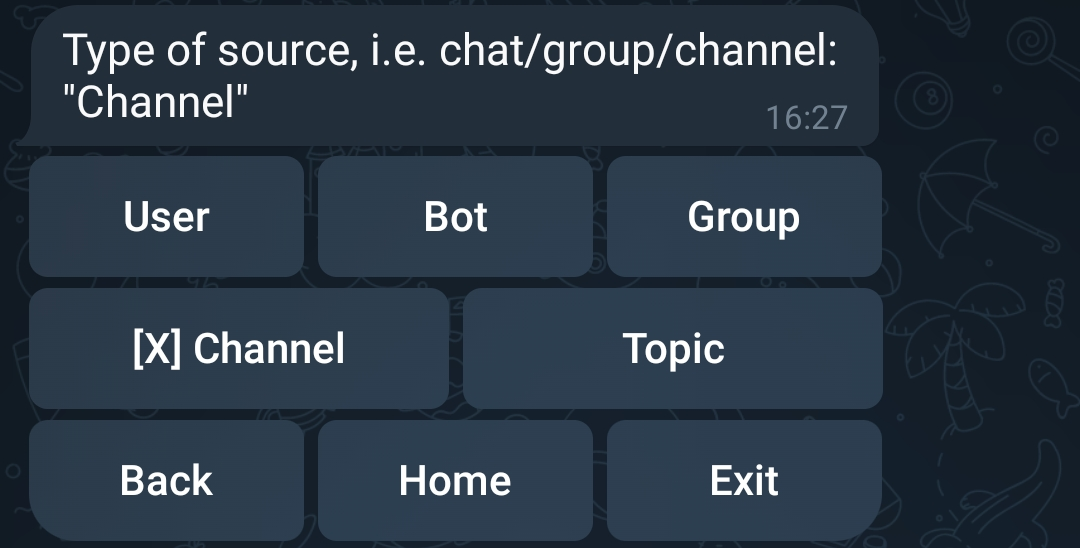 Type of source, i.e. chat/group/channel:
"Channel"
16:27
User Bot Group
[X] Channel Topic
Back Home Exit